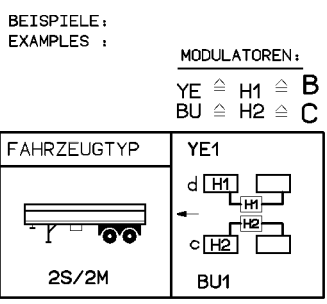 BEISPIELE:
EXAMPLES :
MODULATOREN:
YE ≙ H1 ≙ B
BU ≙ H2 ≙ C
FAHRZEUGTYP
YE1
d H1
H1
H2
c H2
2S/2M
BU1